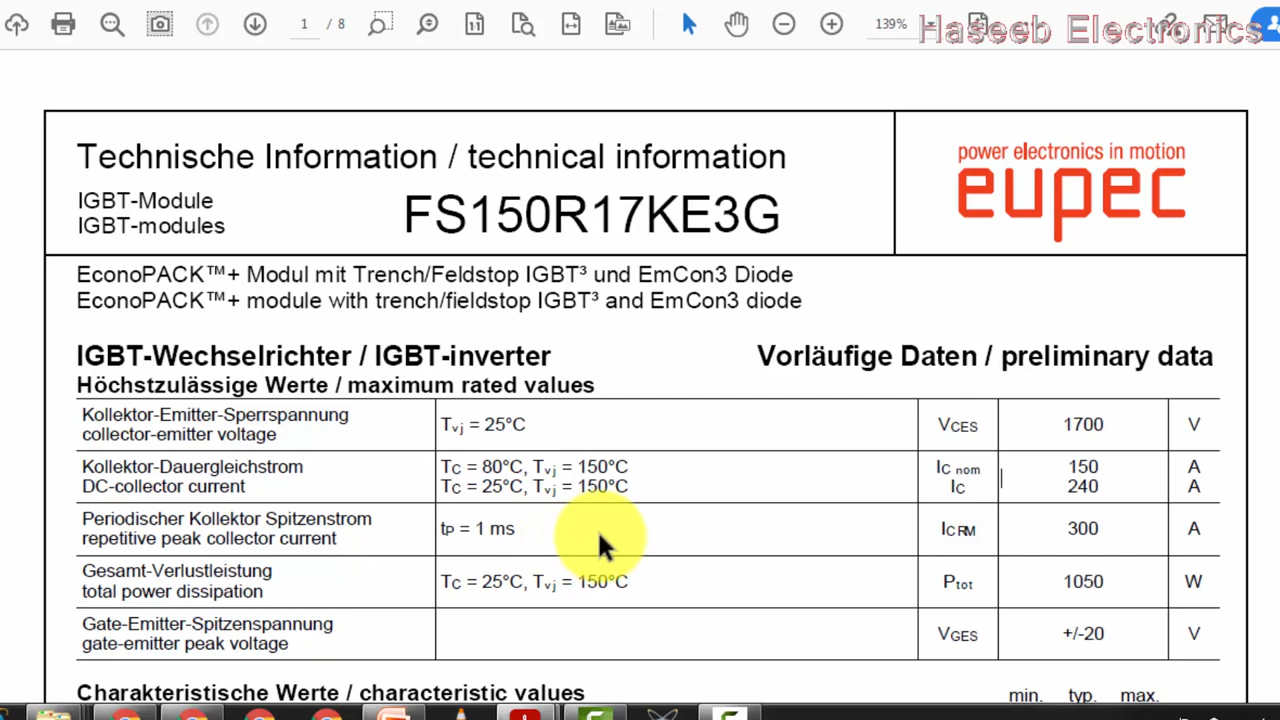 1 / 8
139%
Haseeb Electronics
Technische Information / technical information
IGBT-Module
IGBT-modules
FS150R17KE3G
power electronics in motion
eupec
EconoPACK™+ Modul mit Trench/Feldstop IGBT³ und EmCon3 Diode
EconoPACK™+ module with trench/fieldstop IGBT³ and EmCon3 diode
IGBT-Wechselrichter / IGBT-inverter
Vorläufige Daten / preliminary data
Höchstzulässige Werte / maximum rated values
Kollektor-Emitter-Sperrspannung
collector-emitter voltage
Tvj = 25°C
VCES
1700
V
Kollektor-Dauergleichstrom
DC-collector current
TC = 80°C, Tvj = 150°C
TC = 25°C, Tvj = 150°C
IC nom
IC
150
240
A
A
Periodischer Kollektor Spitzenstrom
repetitive peak collector current
tP = 1 ms
ICRM
300
A
Gesamt-Verlustleistung
total power dissipation
TC = 25°C, Tvj = 150°C
Ptot
1050
W
Gate-Emitter-Spitzenspannung
gate-emitter peak voltage
VGES
+/-20
V
Charakteristische Werte / characteristic values
min. typ. max.